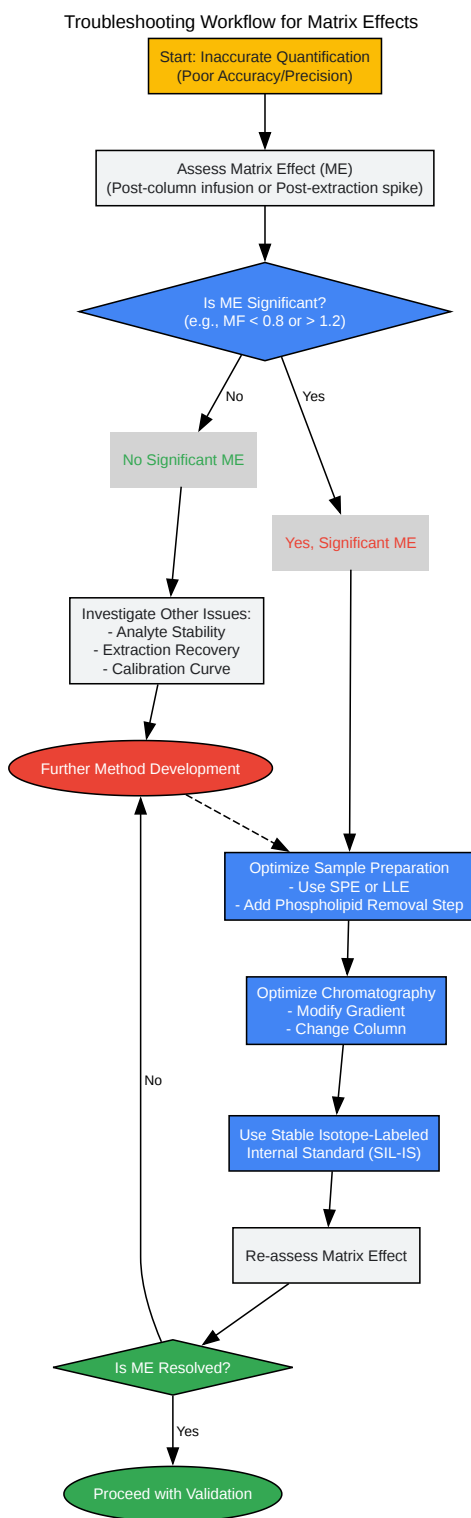 Troubleshooting Workflow for Matrix Effects
Start: Inaccurate Quantification
(Poor Accuracy/Precision)
Assess Matrix Effect (ME)
(Post-column infusion or Post-extraction spike)
Is ME Significant?
(e.g., MF < 0.8 or > 1.2)
No
Yes
No Significant ME
Yes, Significant ME
Investigate Other Issues:
- Analyte Stability
- Extraction Recovery
- Calibration Curve
Further Method Development
Optimize Sample Preparation
- Use SPE or LLE
- Add Phospholipid Removal Step
Optimize Chromatography
- Modify Gradient
- Change Column
No
Use Stable Isotope-Labeled
Internal Standard (SIL-IS)
Re-assess Matrix Effect
Is ME Resolved?
Yes
Proceed with Validation